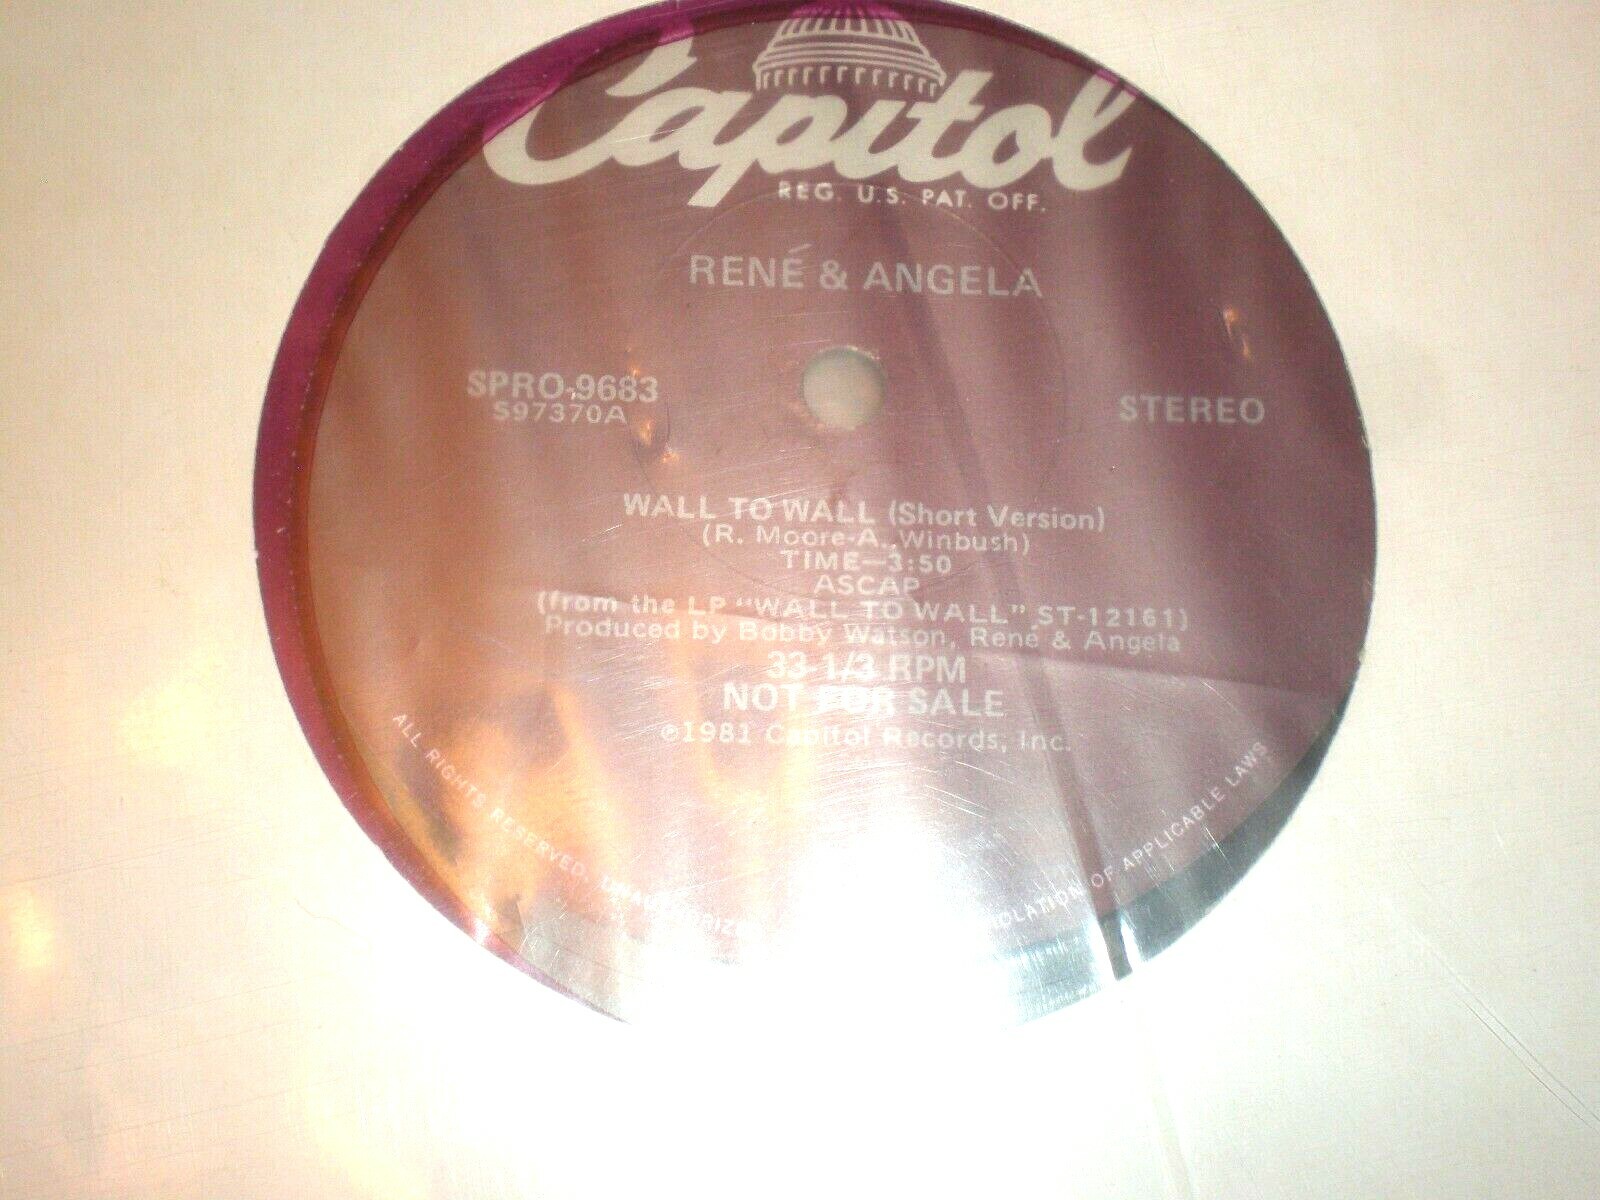 Capitol
REG. U.S. PAT. OFF.
RENÉ & ANGELA
SPRO-9683
S97370A
STEREO
WALL TO WALL (Short Version)
(R. Moore-A. Winbush)
TIME—3:50
ASCAP
(from the LP "WALL TO WALL" ST-12161)
Produced by Bobby Watson, René & Angela
33-1/3 RPM
NOT FOR SALE
℗1981 Capitol Records, Inc.
ALL RIGHTS RESERVED. OF APPLICABLE LAWS